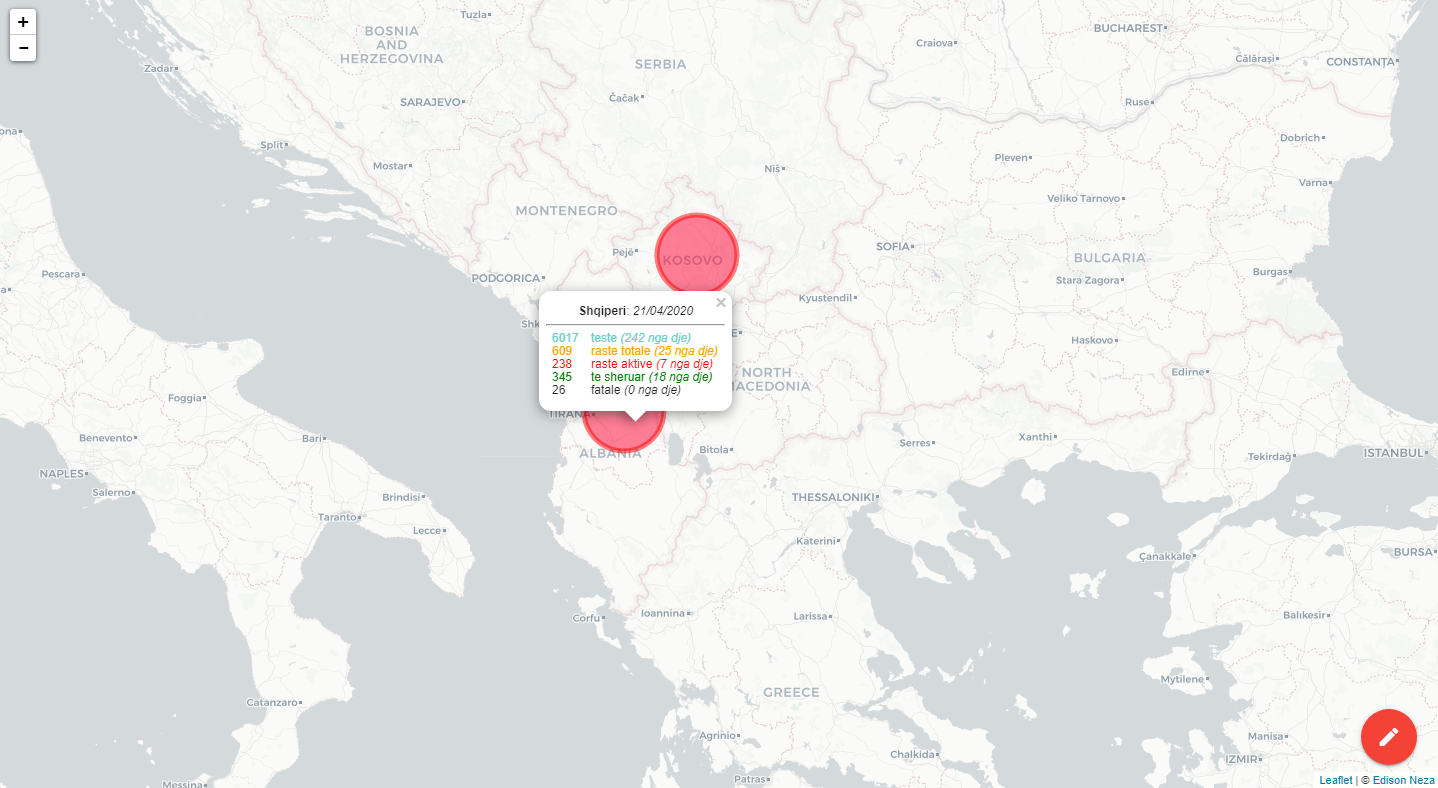 +
−
Tuzla
BOSNIA
AND
HERZEGOVINA
Craiova
BUCHAREST
Călărași
CONSTANȚA
SERBIA
Zadar
SARAJEVO
Čačak
Ruse
Dobrich
Split
Mostar
Niš
Pleven
Varna
Veliko Tarnovo
MONTENEGRO
Pejë
KOSOVO
SOFIA
BULGARIA
Pescara
PODGORICA
Burgas
Stara Zagora
Kyustendil
Shqiperi: 21/04/2020
×
6017 teste (242 nga dje)
609 raste totale (25 nga dje)
238 raste aktive (7 nga dje)
345 te sheruar (18 nga dje)
26 fatale (0 nga dje)
Haskovo
NORTH
MACEDONIA
Edirne
Foggia
TIRANA
Benevento
Bari
ALBANIA
Bitola
Serres
Xanthi
Tekirdağ
ISTANBUL
NAPLES
Salerno
Brindisi
THESSALONIKI
Taranto
Lecce
Katerini
Çanakkale
BURSA
Corfu
Ioannina
Larissa
Balıkesir
Mytilene
GREECE
Catanzaro
Agrinio
Chalkida
Manisa
IZMIR
Messina
Patras
Leaflet | © Edison Neza